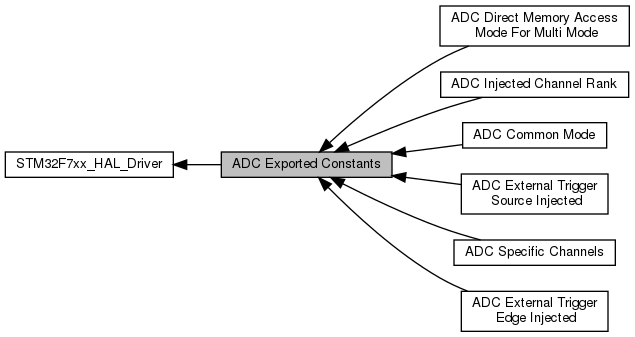 ADC Direct Memory Access
Mode For Multi Mode
ADC Injected Channel Rank
ADC Common Mode
STM32F7xx_HAL_Driver
ADC Exported Constants
ADC External Trigger
Source Injected
ADC Specific Channels
ADC External Trigger
Edge Injected